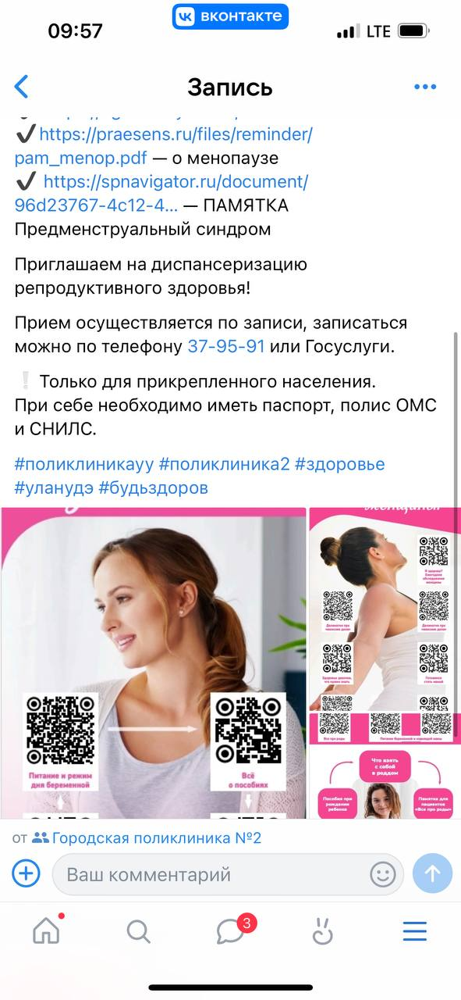 вконтакте
09:57
LTE
Запись
✔https://praesens.ru/files/reminder/
pam_menop.pdf — о менопаузе
✔ https://spnavigator.ru/document/
96d23767-4c12-4... — ПАМЯТКА
Предменструальный синдром
Приглашаем на диспансеризацию
репродуктивного здоровья!
Прием осуществляется по записи, записаться
можно по телефону 37-95-91 или Госуслуги.
❕ Только для прикрепленного населения.
При себе необходимо иметь паспорт, полис ОМС
и СНИЛС.
#поликлиникауу #поликлиника2 #здоровье
#уланудэ #будьздоров
Питание и режим
дня беременной
Всё
о пособиях
Что взять
с собой
в роддом
Пособия при
рождении
ребенка
Памятка для
пациентов
«Все про роды»
от Городская поликлиника №2
Ваш комментарий
3